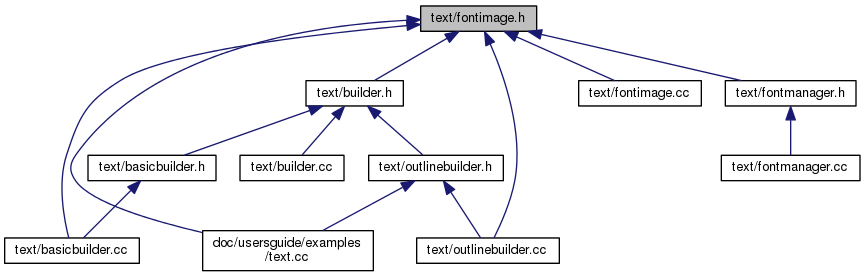 text/fontimage.h
text/builder.h
text/fontimage.cc
text/fontmanager.h
text/basicbuilder.h
text/builder.cc
text/outlinebuilder.h
text/fontmanager.cc
text/basicbuilder.cc
doc/usersguide/examples
/text.cc
text/outlinebuilder.cc